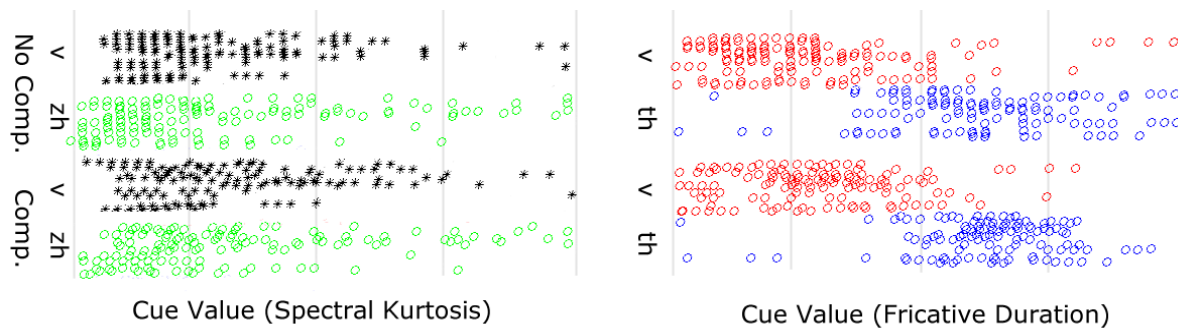 No Comp.
v
zh
Comp.
v
zh
Cue Value (Spectral Kurtosis)
v
th
v
th
Cue Value (Fricative Duration)